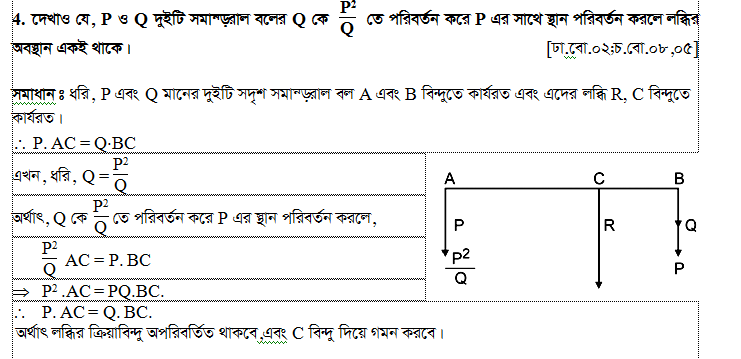 4. দেখাও যে, P ও Q দুইটি সমান্ড়রাল বলের Q কে P²/Q তে পরিবর্তন করে P এর সাথে স্থান পরিবর্তন করলে লব্ধির
অবস্থান একই থাকে। [ঢা.বো.০২;চ.বো.০৮,০৫]
সমাধান ঃ ধরি, P এবং Q মানের দুইটি সদৃশ সমান্ড়রাল বল A এবং B বিন্দুতে কার্যরত এবং এদের লব্ধি R, C বিন্দুতে
কার্যরত।
∴ P. AC = Q·BC
এখন, ধরি, Q = P²/Q
অর্থাৎ, Q কে P²/Q তে পরিবর্তন করে P এর স্থান পরিবর্তন করলে,
P²/Q AC = P. BC
⇒ P².AC = PQ.BC.
∴ P. AC = Q. BC.
অর্থাৎ লব্ধির ক্রিয়াবিন্দু অপরিবর্তিত থাকবে,এবং C বিন্দু দিয়ে গমন করবে।
A C B
P R Q
P²/Q P